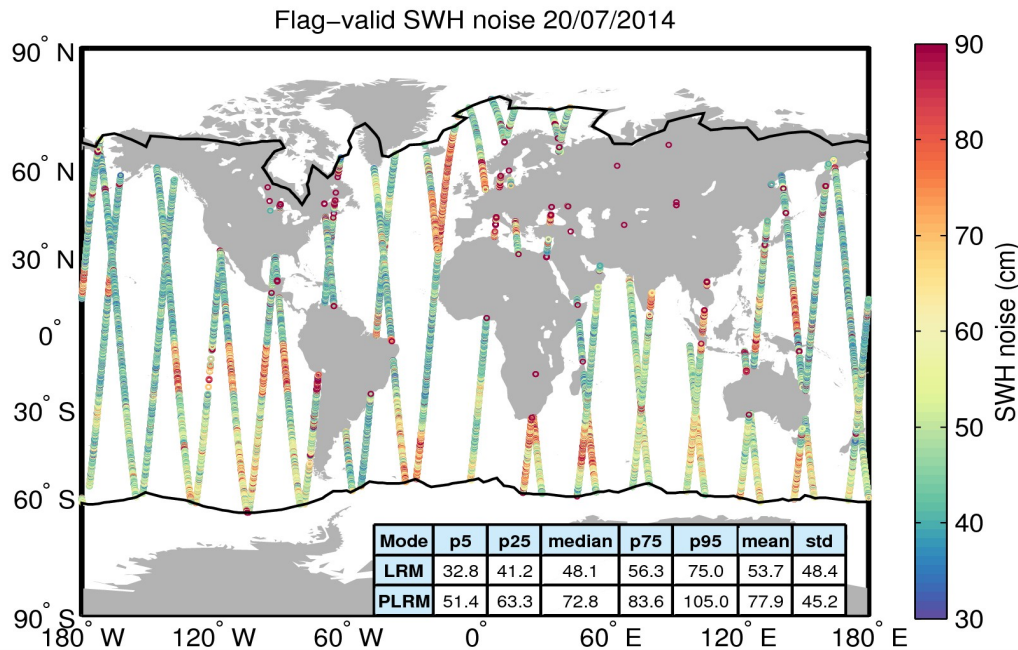 Flag−valid SWH noise 20/07/2014
90° N
60° N
30° N
0°
30° S
60° S
90° S
180° W
120° W
60° W
0°
60° E
120° E
180° E
Mode p5 p25 median p75 p95 mean std
LRM 32.8 41.2 48.1 56.3 75.0 53.7 48.4
PLRM 51.4 63.3 72.8 83.6 105.0 77.9 45.2
90
80
70
60
50
40
30
SWH noise (cm)